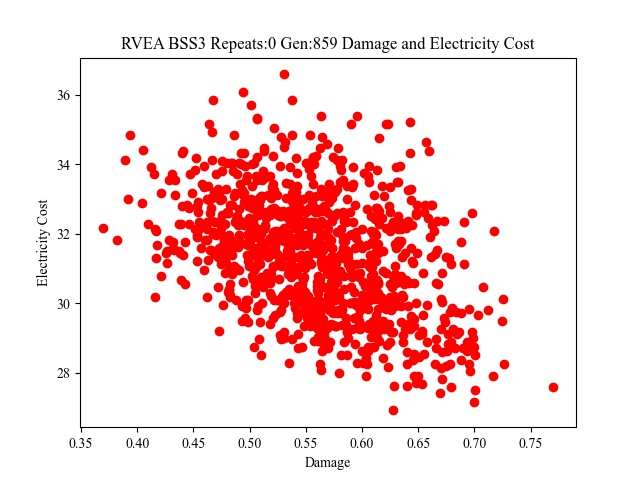 RVEA BSS3 Repeats:0 Gen:859 Damage and Electricity Cost
36
34
32
30
28
Electricity Cost
0.35 0.40 0.45 0.50 0.55 0.60 0.65 0.70 0.75
Damage